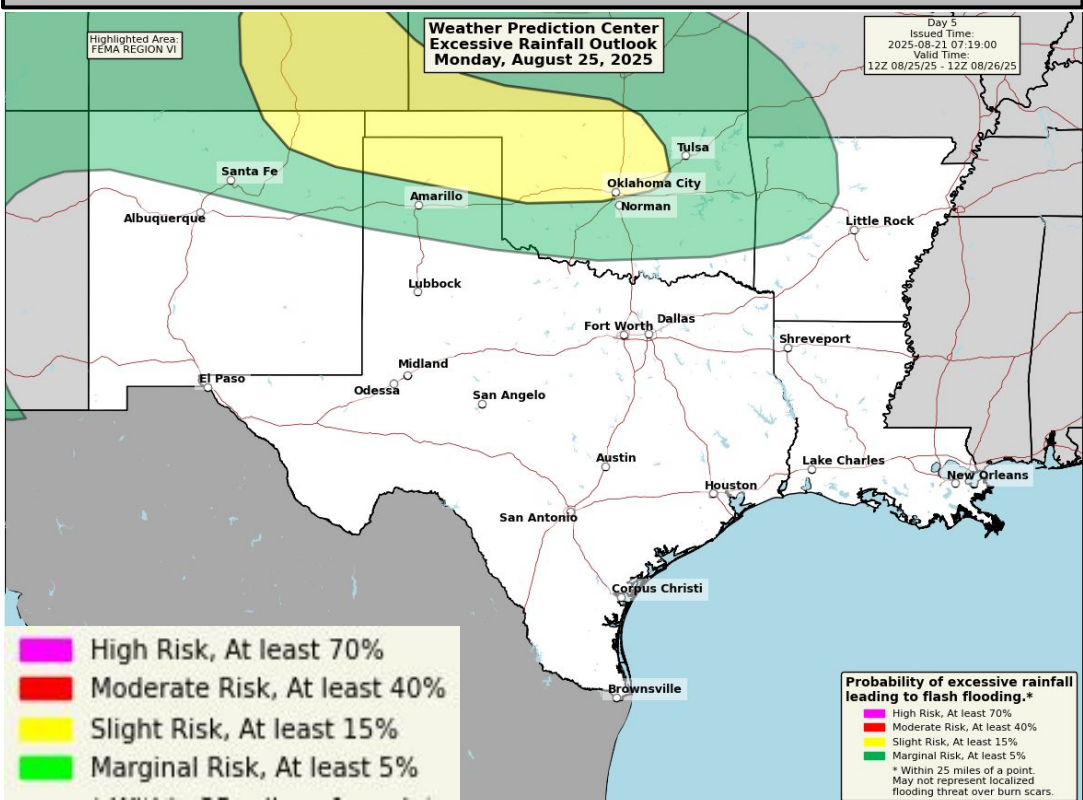 Highlighted Area:
FEMA REGION VI
Weather Prediction Center
Excessive Rainfall Outlook
Monday, August 25, 2025
Day 5
Issued Time:
2025-08-21 07:19:00
Valid Time:
12Z 08/25/25 - 12Z 08/26/25
Tulsa
Santa Fe
Oklahoma City
Amarillo
Norman
Albuquerque
Little Rock
Lubbock
Dallas
Fort Worth
Shreveport
Midland
El Paso
Odessa
San Angelo
Austin
Lake Charles
New Orleans
Houston
San Antonio
Corpus Christi
Brownsville
High Risk, At least 70%
Moderate Risk, At least 40%
Slight Risk, At least 15%
Marginal Risk, At least 5%
Probability of excessive rainfall
leading to flash flooding.*
High Risk, At least 70%
Moderate Risk, At least 40%
Slight Risk, At least 15%
Marginal Risk, At least 5%
* Within 25 miles of a point.
May not represent localized
flooding threat over burn scars.